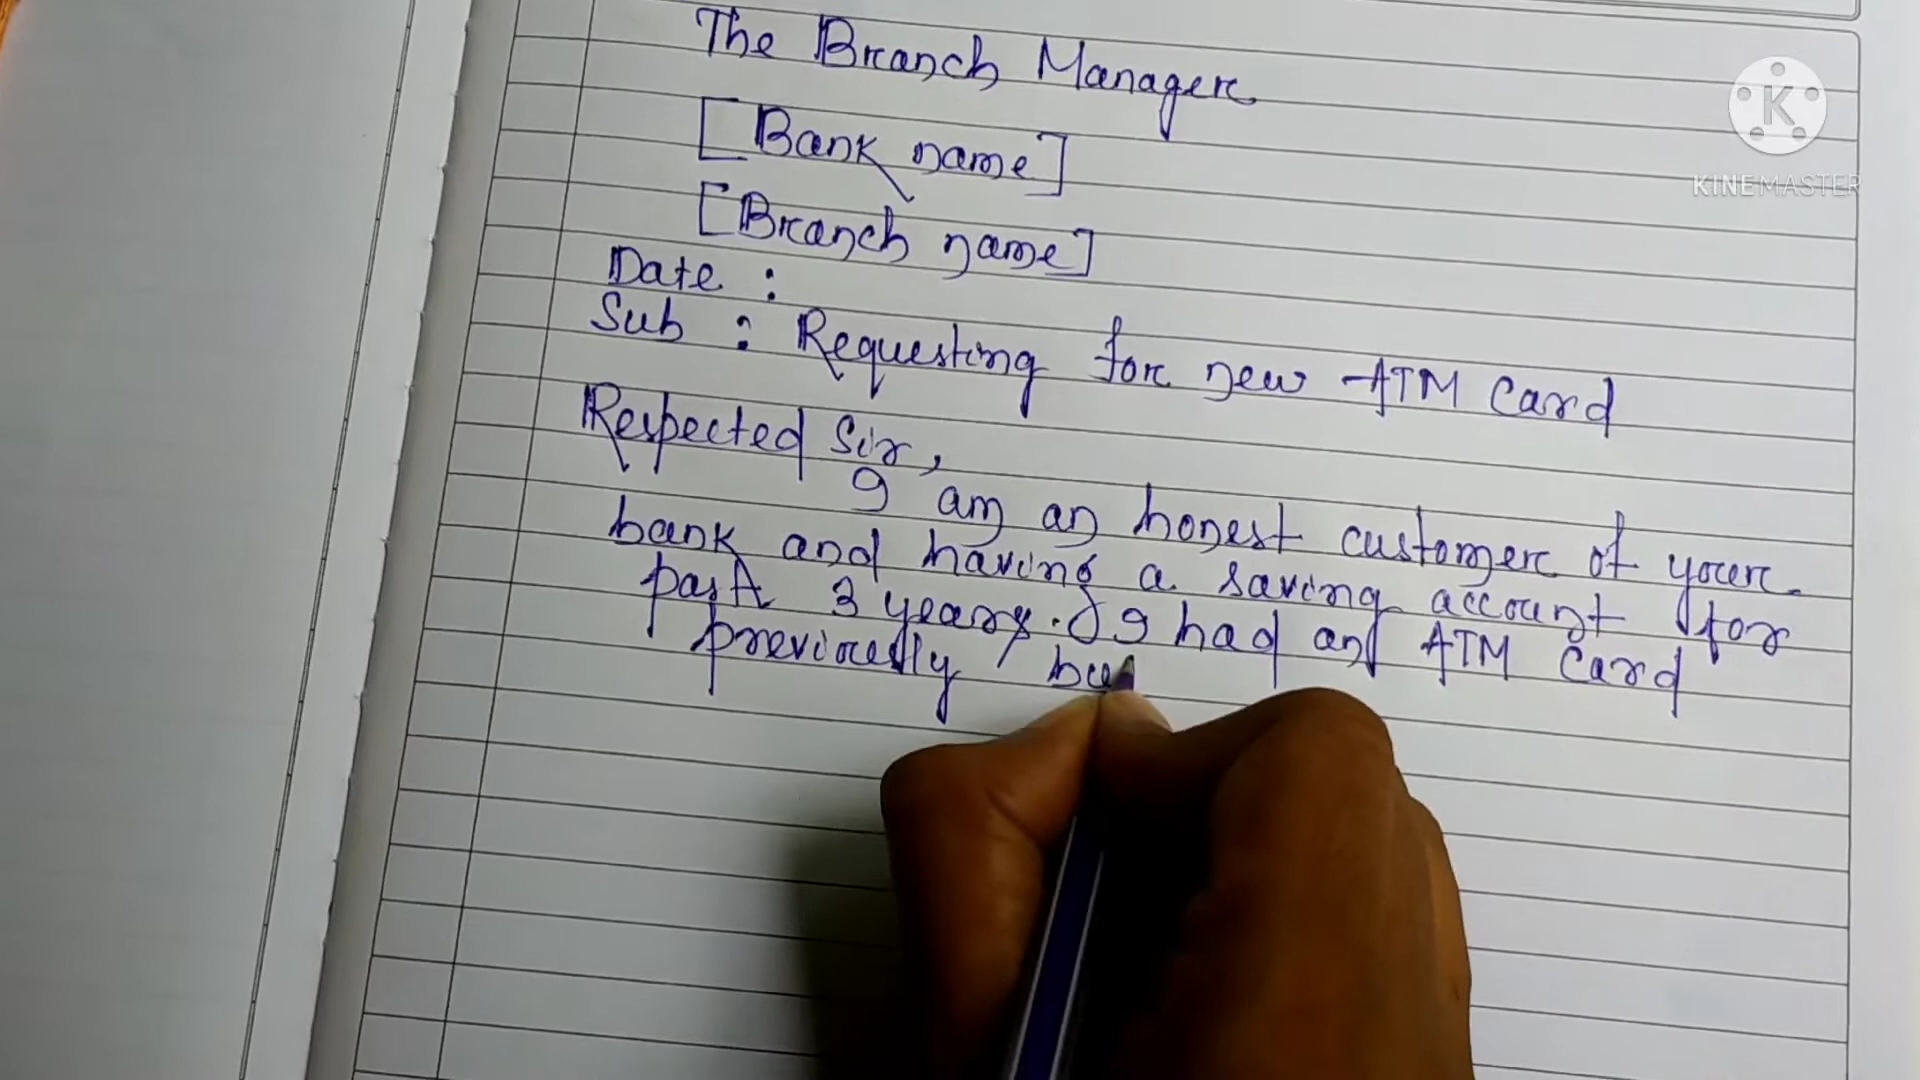 The Branch Manager
[Bank name]
[Branch name]
Date :
Sub : Requesting for new ATM Card
Respected Sir,
I am an honest customer of your
bank and having a saving account for
past 3 years. I had an ATM Card
previously, bu
KINEMASTER